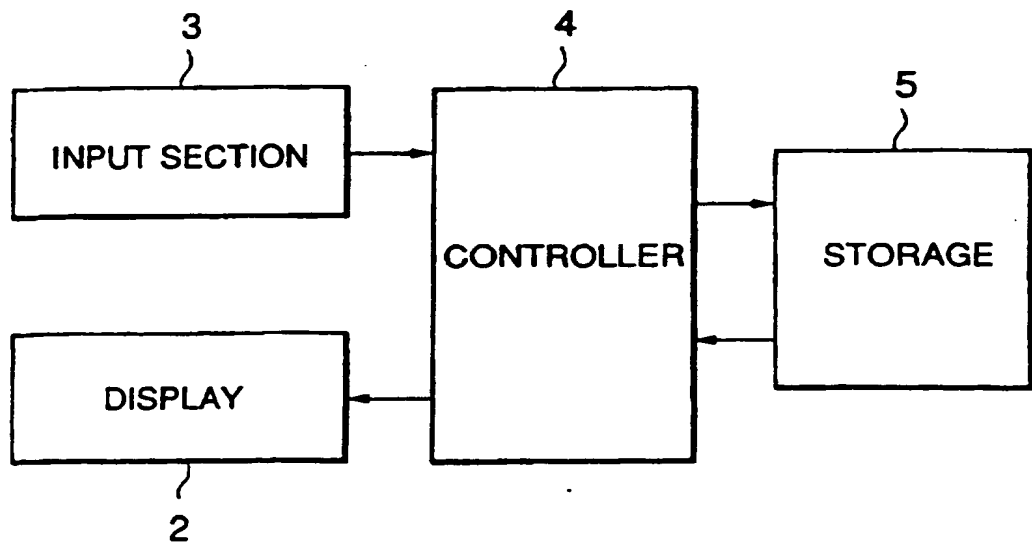 3
INPUT SECTION
4
CONTROLLER
5
STORAGE
DISPLAY
2